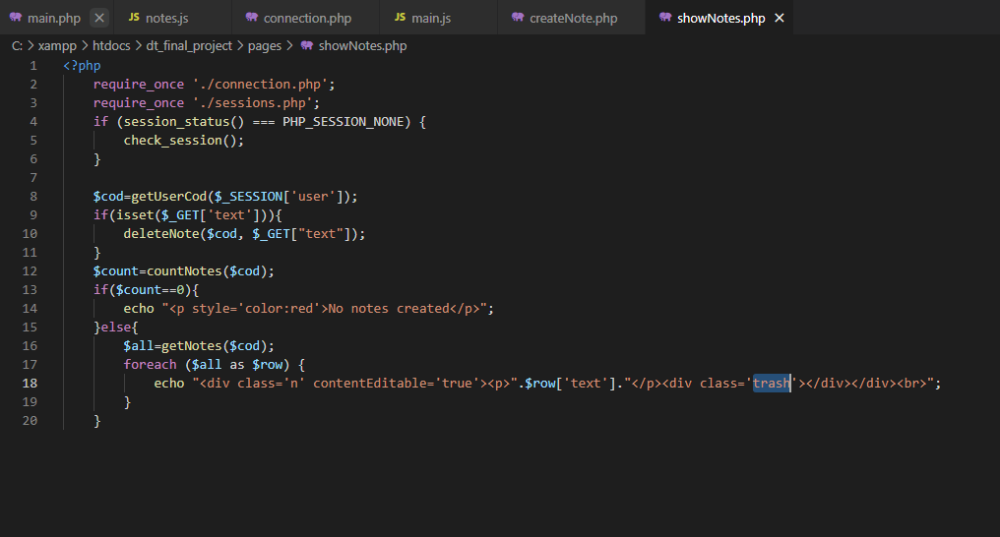 main.php × JS notes.js connection.php JS main.js createNote.php showNotes.php ×
C: > xampp > htdocs > dt_final_project > pages > showNotes.php
1 <?php
2 require_once './connection.php';
3 require_once './sessions.php';
4 if (session_status() === PHP_SESSION_NONE) {
5 check_session();
6 }
7
8 $cod=getUserCod($_SESSION['user']);
9 if(isset($_GET['text'])){
10 deleteNote($cod, $_GET["text"]);
11 }
12 $count=countNotes($cod);
13 if($count==0){
14 echo "<p style='color:red'>No notes created</p>";
15 }else{
16 $all=getNotes($cod);
17 foreach ($all as $row) {
18 echo "<div class='n' contentEditable='true'><p>".$row['text']."</p><div class='trash'></div></div><br>";
19 }
20 }